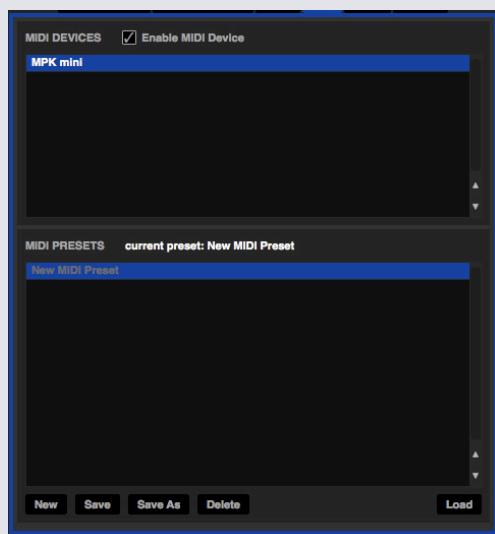 MIDI DEVICES Enable MIDI Device
MPK mini
MIDI PRESETS current preset: New MIDI Preset
New MIDI Preset
New Save Save As Delete Load